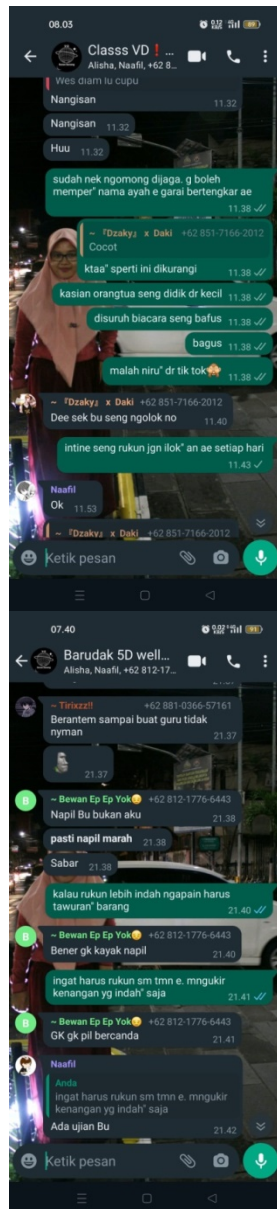 08.03
Classs VD❗...
Alisha, Naafil, +62 8...
Wes diam lu cupu
Nangisan
11.32
Nangisan 11.32
Huu 11.32
sudah nek ngomong dijaga. g boleh
memper" nama ayah e garai bertengkar ae
11.38
~ 『Dzaky』 x Daki +62 851-7166-2012
Cocot
ktaa" sperti ini dikurangi 11.38
kasian orangtua seng didik dr kecil 11.38
disuruh biacara seng bafus 11.38
bagus 11.38
malah niru" dr tik tok🙈 11.38
~ 『Dzaky』 x Daki +62 851-7166-2012
Dee sek bu seng ngolok no 11.40
intine seng rukun jgn ilok" an ae setiap hari
11.43
Naafil
Ok 11.53
~ 『Dzaky』 x Daki +62 851-7166-2012
Ketik pesan
07.40
Barudak 5D well...
Alisha, Naafil, +62 812-17...
21.37
~ Tirixzz!! +62 881-0366-57161
Berantem sampai buat guru tidak
nyman 21.37
21.37
~ Bewan Ep Ep Yok😔 +62 812-1776-6443
Napil Bu bukan aku 21.38
pasti napil marah 21.38
Sabar 21.38
kalau rukun lebih indah ngapain harus
tawuran" barang 21.40
~ Bewan Ep Ep Yok😔 +62 812-1776-6443
Bener gk kayak napil 21.40
ingat harus rukun sm tmn e. mngukir
kenangan yg indah" saja 21.41
~ Bewan Ep Ep Yok😔 +62 812-1776-6443
GK gk pil bercanda 21.41
Naafil
Anda
ingat harus rukun sm tmn e. mngukir
kenangan yg indah" saja
Ada ujian Bu 21.42
Ketik pesan